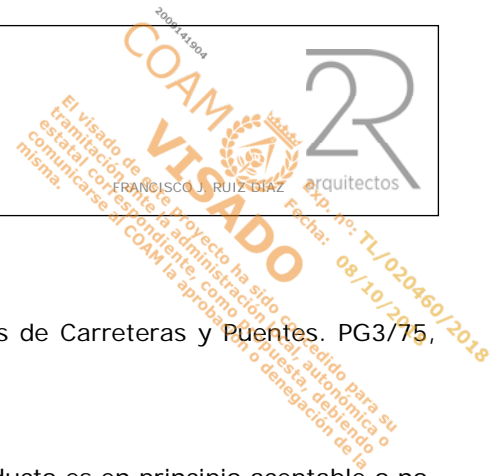 2009141904
COAM
VISADO
exp. nº: TL/020460/2018
Fecha: 08/10/2018
El visado de este proyecto ha sido concedido para su
tramitación ante la administración local, autonómica o
estatal correspondiente, como propuesta, debiendo
comunicarse al COAM la aprobación o denegación de la
misma.
2R
arquitectos
FRANCISCO J. RUIZ DÍAZ
s de Carreteras y Puentes. PG3/75,
ducto es en principio aceptable o no